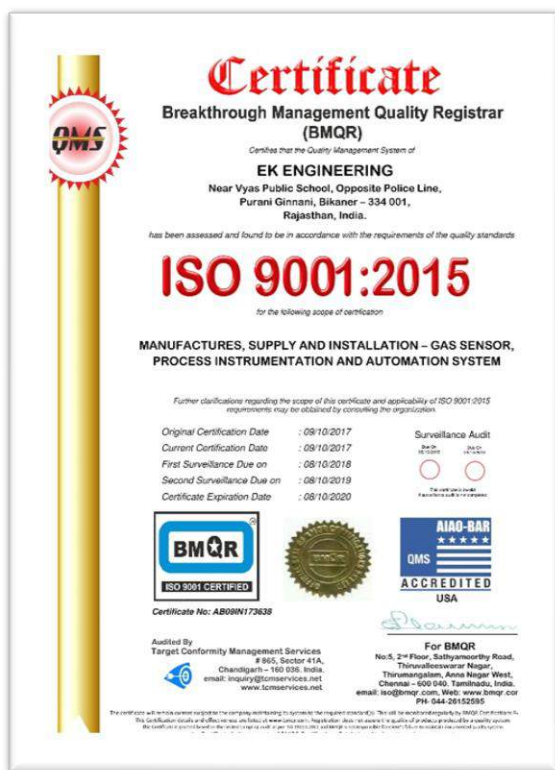 Certificate
Breakthrough Management Quality Registrar
(BMQR)
Certifies that the Quality Management System of
EK ENGINEERING
Near Vyas Public School, Opposite Police Line,
Purani Ginnani, Bikaner – 334 001,
Rajasthan, India.
has been assessed and found to be in accordance with the requirements of the quality standards
QMS
ISO 9001:2015
for the following scope of certification
MANUFACTURES, SUPPLY AND INSTALLATION – GAS SENSOR,
PROCESS INSTRUMENTATION AND AUTOMATION SYSTEM
Further clarifications regarding the scope of this certificate and applicability of ISO 9001:2015
requirements may be obtained by consulting the organization.
Original Certification Date : 09/10/2017
Current Certification Date : 09/10/2017
First Surveillance Due on : 08/10/2018
Second Surveillance Due on : 08/10/2019
Certificate Expiration Date : 08/10/2020
Surveillance Audit
Due On
Due On
BMQR
®
ISO 9001 CERTIFIED
AIAO-BAR
QMS
ACCREDITED
USA
Certificate No: AB09IN173638
Audited By
Target Conformity Management Services
# 865, Sector 41A,
Chandigarh – 160 036. India.
email: inquiry@tcmservices.net
www.tcmservices.net
For BMQR
No:5, 2nd Floor, Sathyamoorthy Road,
Thiruvalleeswarar Nagar,
Thirumangalam, Anna Nagar West,
Chennai – 600 040. Tamilnadu, India.
email: iso@bmqr.com, Web: www.bmqr.com
PH- 044-26152595